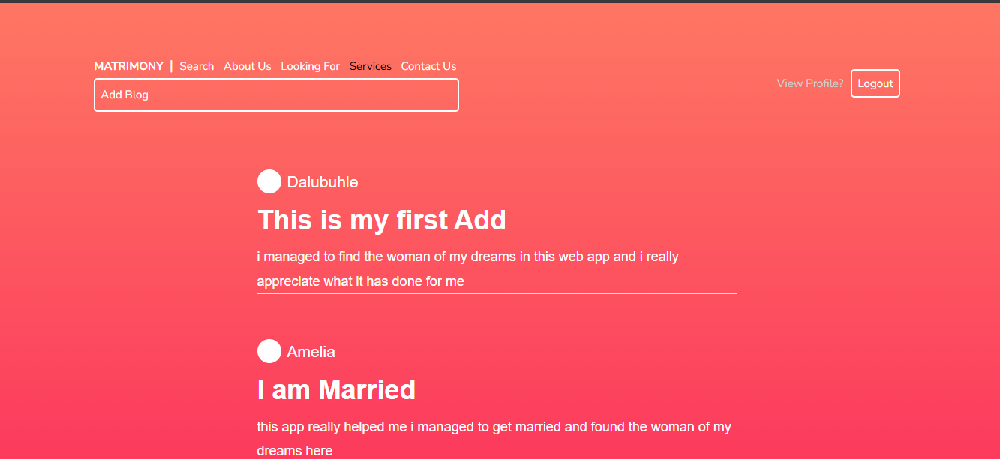 MATRIMONY | Search About Us Looking For Services Contact Us
Add Blog
View Profile? Logout
Dalubuhle
This is my first Add
i managed to find the woman of my dreams in this web app and i really
appreciate what it has done for me
Amelia
I am Married
this app really helped me i managed to get married and found the woman of my
dreams here